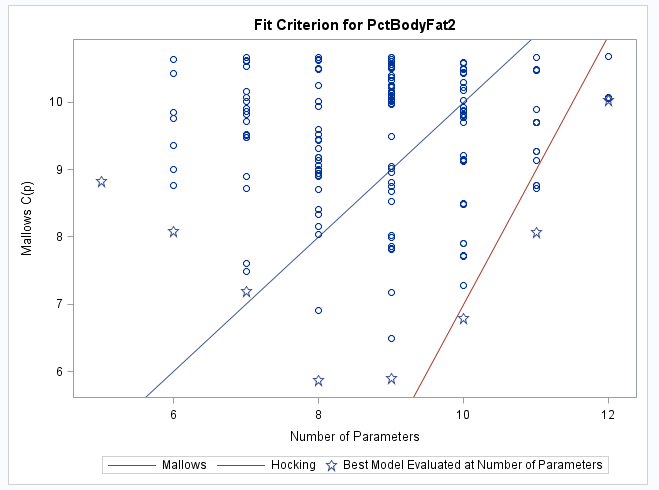 Fit Criterion for PctBodyFat2
Mallows C(p)
10
9
8
7
6
6 8 10 12
Number of Parameters
Mallows Hocking Best Model Evaluated at Number of Parameters